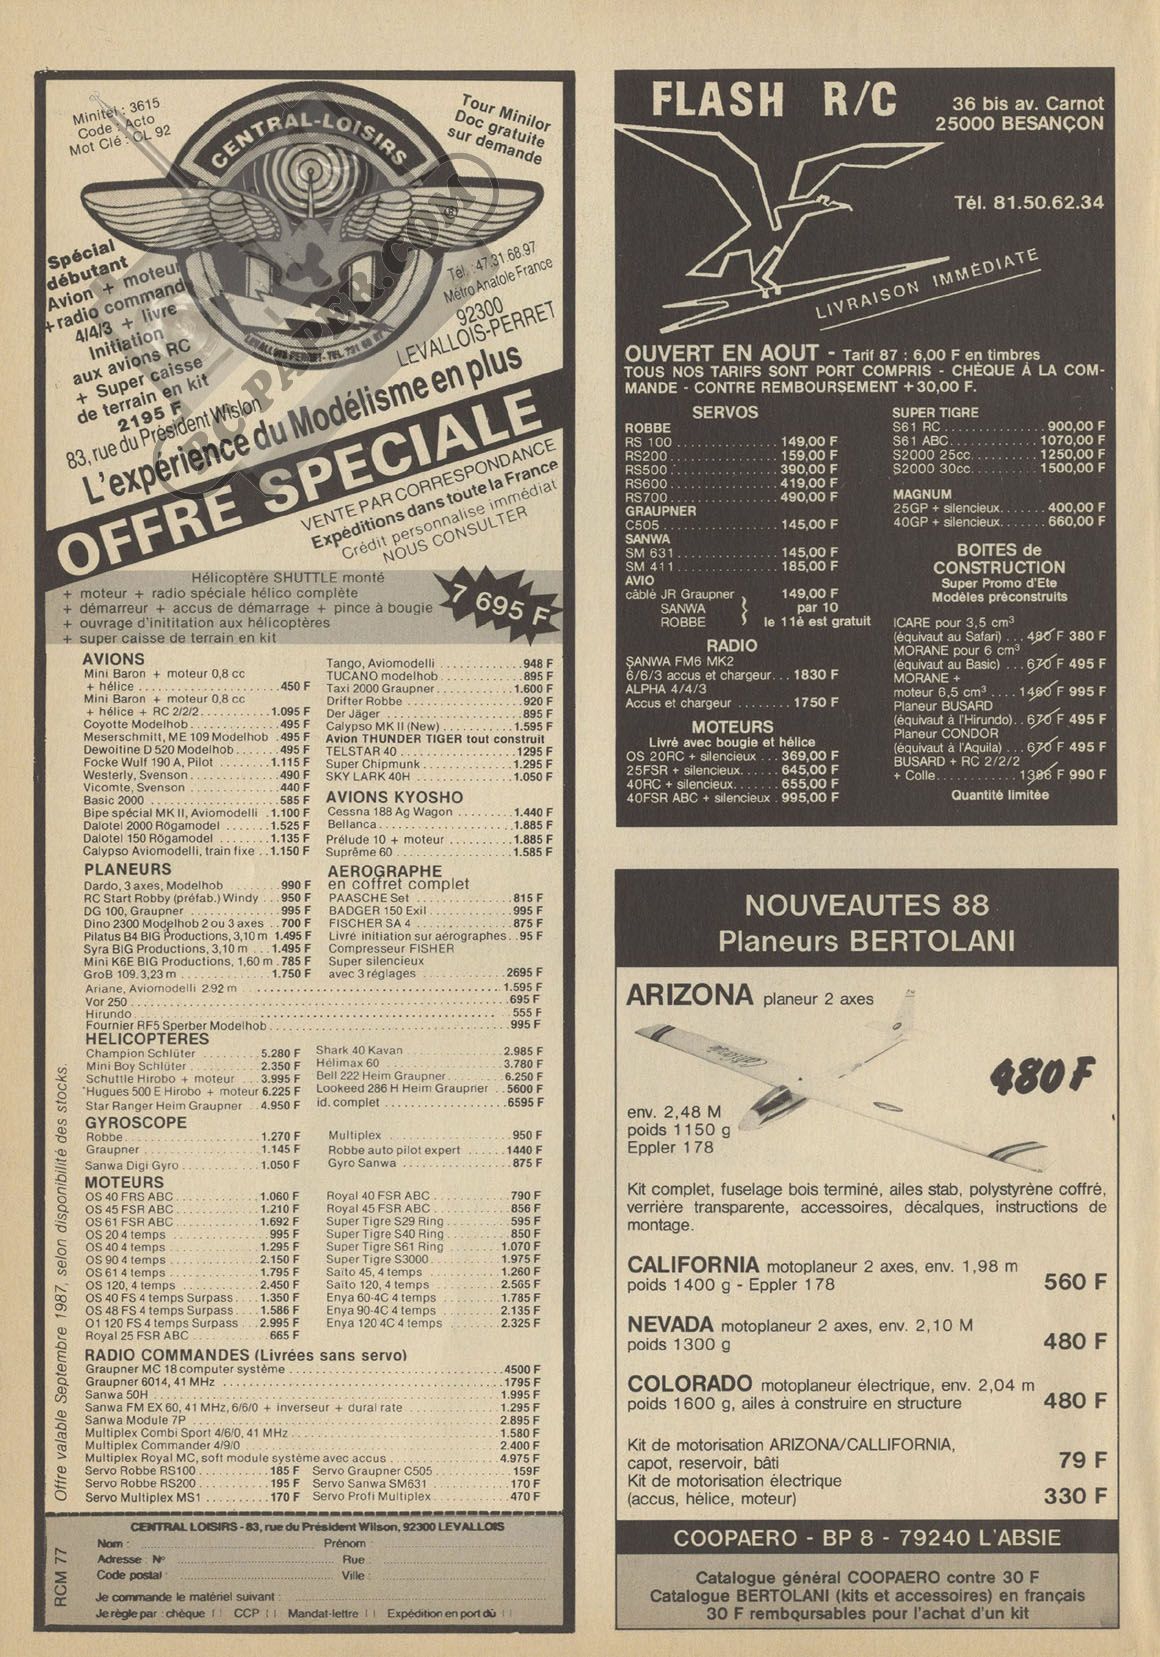 Minitel : 3615
Code : Acto
Mot Clé : CL 92
CENTRAL-LOISIRS
Tour Minilor
Doc gratuite
sur demande
Spécial
débutant
Avion + moteur
+ radio command
4/4/3 + livre
Initiation
aux avions RC
+ Super caisse
de terrain en kit
2195 F
Tél. : 47.31.68.97
Métro Anatole France
92300
LEVALLOIS-PERRET
83, rue du Président Wislon
L'expérience du Modélisme en plus
OFFRE SPECIALE
VENTE PAR CORRESPONDANCE
Expéditions dans toute la France
Crédit personnalise immédiat
NOUS CONSULTER
RCPAPER.COM
Hélicoptère SHUTTLE monté
+ moteur + radio spéciale hélico complète
+ démarreur + accus de démarrage + pince à bougie
+ ouvrage d'inititation aux hélicoptères
+ super caisse de terrain en kit
7 695 F
AVIONS
Mini Baron + moteur 0,8 cc
+ hélice 450 F
Mini Baron + moteur 0,8 cc
+ hélice + RC 2/2/2 1.095 F
Coyotte Modelhob 495 F
Meserschmitt, ME 109 Modelhob 495 F
Dewoitine D 520 Modelhob 495 F
Focke Wulf 190 A, Pilot 1.115 F
Westerly, Svenson 490 F
Vicomte, Svenson 440 F
Basic 2000 585 F
Bipe spécial MK II, Aviomodelli 1.100 F
Dalotel 2000 Rögamodel 1.525 F
Dalotel 150 Rögamodel 1.135 F
Calypso Aviomodelli, train fixe 1.150 F
Tango, Aviomodelli 948 F
TUCANO modelhob 895 F
Taxi 2000 Graupner 1.600 F
Drifter Robbe 920 F
Der Jäger 895 F
Calypso MK II (New) 1.595 F
Avion THUNDER TIGER tout construit
TELSTAR 40 1295 F
Super Chipmunk 1.295 F
SKY LARK 40H 1.050 F
AVIONS KYOSHO
Cessna 188 Ag Wagon 1.440 F
Bellanca 1.885 F
Prélude 10 + moteur 1.885 F
Suprême 60 1.585 F
PLANEURS
Dardo, 3 axes, Modelhob 990 F
RC Start Robby (préfab.) Windy 950 F
DG 100, Graupner 995 F
Dino 2300 Modelhob 2 ou 3 axes 700 F
Pilatus B4 BIG Productions, 3,10 m 1.495 F
Syra BIG Productions, 3,10 m 1.495 F
Mini K6E BIG Productions, 1,60 m 785 F
GroB 109. 3,23 m 1.750 F
Ariane, Aviomodelli 2.92 m 1.595 F
Vor 250 695 F
Hirundo 555 F
Fournier RF5 Sperber Modelhob 995 F
AEROGRAPHE
en coffret complet
PAASCHE Set 815 F
BADGER 150 Exil 995 F
FISCHER SA 4 875 F
Livré initiation sur aérographes 95 F
Compresseur FISHER
Super silencieux
avec 3 réglages 2695 F
HELICOPTERES
Champion Schlüter 5.280 F
Mini Boy Schlüter 2.350 F
Schuttle Hirobo + moteur 3.995 F
Hugues 500 E Hirobo + moteur 6.225 F
Star Ranger Heim Graupner 4.950 F
Shark 40 Kavan 2.985 F
Hélimax 60 3.780 F
Bell 222 Heim Graupner 6.250 F
Lookeed 286 H Heim Graupner 5600 F
id. complet 6595 F
GYROSCOPE
Robbe 1.270 F
Graupner 1.145 F
Sanwa Digi Gyro 1.050 F
Multiplex 950 F
Robbe auto pilot expert 1440 F
Gyro Sanwa 875 F
MOTEURS
OS 40 FRS ABC 1.060 F
OS 45 FSR ABC 1.210 F
OS 61 FSR ABC 1.692 F
OS 20 4 temps 995 F
OS 40 4 temps 1.295 F
OS 90 4 temps 2.150 F
OS 61 4 temps 1.795 F
OS 120, 4 temps 2.450 F
OS 40 FS 4 temps Surpass 1.350 F
OS 48 FS 4 temps Surpass 1.586 F
O1 120 FS 4 temps Surpass 2.995 F
Royal 25 FSR ABC 665 F
Royal 40 FSR ABC 790 F
Royal 45 FSR ABC 856 F
Super Tigre S29 Ring 595 F
Super Tigre S40 Ring 850 F
Super Tigre S61 Ring 1.070 F
Super Tigre S3000 1.975 F
Saïto 45, 4 temps 1.260 F
Saïto 120, 4 temps 2.565 F
Enya 60-4C 4 temps 1.785 F
Enya 90-4C 4 temps 2.135 F
Enya 120 4C 4 temps 2.325 F
RADIO COMMANDES (Livrées sans servo)
Graupner MC 18 computer système 4500 F
Graupner 6014, 41 MHz 1795 F
Sanwa 50H 1.995 F
Sanwa FM EX 60, 41 MHz, 6/6/0 + inverseur + dural rate 1.295 F
Sanwa Module 7P 2.895 F
Multiplex Combi Sport 4/6/0, 41 MHz 1.580 F
Multiplex Commander 4/9/0 2.400 F
Multiplex Royal MC, soft module système avec accus 4.975 F
Servo Robbe RS100 185 F
Servo Robbe RS200 195 F
Servo Multiplex MS1 170 F
Servo Graupner C505 159F
Servo Sanwa SM631 170 F
Servo Profi Multiplex 470 F
Offre valable Septembre 1987, selon disponibilité des stocks.
RCM 77
CENTRAL LOISIRS - 83, rue du Président Wilson, 92300 LEVALLOIS
Nom : Prénom :
Adresse : N° Rue :
Code postal : Ville :
Je commande le matériel suivant :
Je règle par : chèque CCP Mandat-lettre Expédition en port dû
FLASH R/C
36 bis av. Carnot
25000 BESANÇON
Tél. 81.50.62.34
LIVRAISON IMMÉDIATE
OUVERT EN AOUT - Tarif 87 : 6,00 F en timbres
TOUS NOS TARIFS SONT PORT COMPRIS - CHÈQUE À LA COM-
MANDE - CONTRE REMBOURSEMENT + 30,00 F.
SERVOS
ROBBE
RS 100 149,00 F
RS200 159,00 F
RS500 390,00 F
RS600 419,00 F
RS700 490,00 F
GRAUPNER
C505 145,00 F
SANWA
SM 631 145,00 F
SM 411 185,00 F
AVIO
câblé JR Graupner 149,00 F
SANWA par 10
ROBBE le 11è est gratuit
RADIO
SANWA FM6 MK2
6/6/3 accus et chargeur 1830 F
ALPHA 4/4/3
Accus et chargeur 1750 F
MOTEURS
Livré avec bougie et hélice
OS 20RC + silencieux 369,00 F
25FSR + silencieux 645,00 F
40RC + silencieux 655,00 F
40FSR ABC + silencieux 995,00 F
SUPER TIGRE
S61 RC 900,00 F
S61 ABC 1070,00 F
S2000 25cc 1250,00 F
S2000 30cc 1500,00 F
MAGNUM
25GP + silencieux 400,00 F
40GP + silencieux 660,00 F
BOITES de
CONSTRUCTION
Super Promo d'Ete
Modèles préconstruits
ICARE pour 3,5 cm³
(équivaut au Safari) 480 F 380 F
MORANE pour 6 cm³
(équivaut au Basic) 670 F 495 F
MORANE +
moteur 6,5 cm³ 1460 F 995 F
Planeur BUSARD
(équivaut à l'Hirundo) 670 F 495 F
Planeur CONDOR
(équivaut à l'Aquila) 670 F 495 F
BUSARD + RC 2/2/2
+ Colle 1386 F 990 F
Quantité limitée
NOUVEAUTES 88
Planeurs BERTOLANI
ARIZONA planeur 2 axes
480 F
env. 2,48 M
poids 1150 g
Eppler 178
Kit complet, fuselage bois terminé, ailes stab, polystyrène coffré,
verrière transparente, accessoires, décalques, instructions de
montage.
CALIFORNIA motoplaneur 2 axes, env. 1,98 m
poids 1400 g - Eppler 178 560 F
NEVADA motoplaneur 2 axes, env. 2,10 M
poids 1300 g 480 F
COLORADO motoplaneur électrique, env. 2,04 m
poids 1600 g, ailes à construire en structure 480 F
Kit de motorisation ARIZONA/CALLIFORNIA,
capot, reservoir, bâti 79 F
Kit de motorisation électrique
(accus, hélice, moteur) 330 F
COOPAERO - BP 8 - 79240 L'ABSIE
Catalogue général COOPAERO contre 30 F
Catalogue BERTOLANI (kits et accessoires) en français
30 F remboursables pour l'achat d'un kit